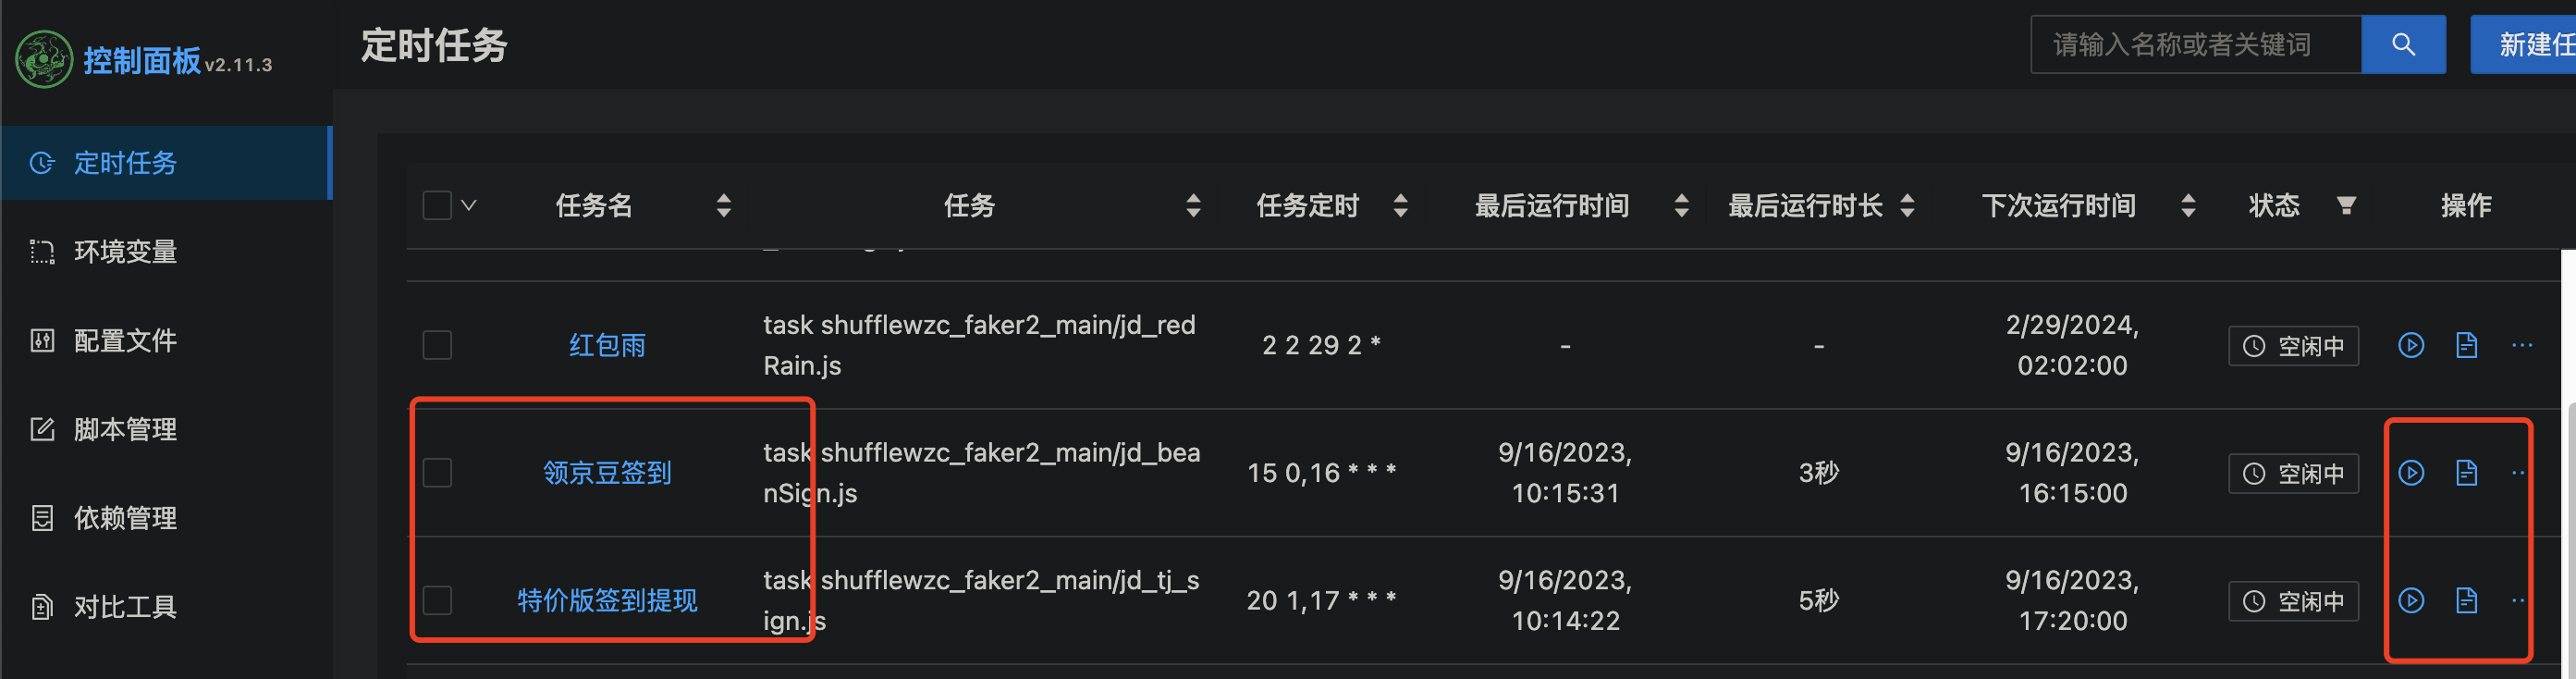 控制面板 v2.11.3
定时任务
请输入名称或者关键词
新建任
定时任务
环境变量
配置文件
脚本管理
依赖管理
对比工具
任务名 任务 任务定时 最后运行时间 最后运行时长 下次运行时间 状态 操作
红包雨
task shufflewzc_faker2_main/jd_red
Rain.js
2 2 29 2 *
-
-
2/29/2024,
02:02:00
空闲中
领京豆签到
task shufflewzc_faker2_main/jd_bea
nSign.js
15 0,16 * * *
9/16/2023,
10:15:31
3秒
9/16/2023,
16:15:00
空闲中
特价版签到提现
task shufflewzc_faker2_main/jd_tj_s
ign.js
20 1,17 * * *
9/16/2023,
10:14:22
5秒
9/16/2023,
17:20:00
空闲中